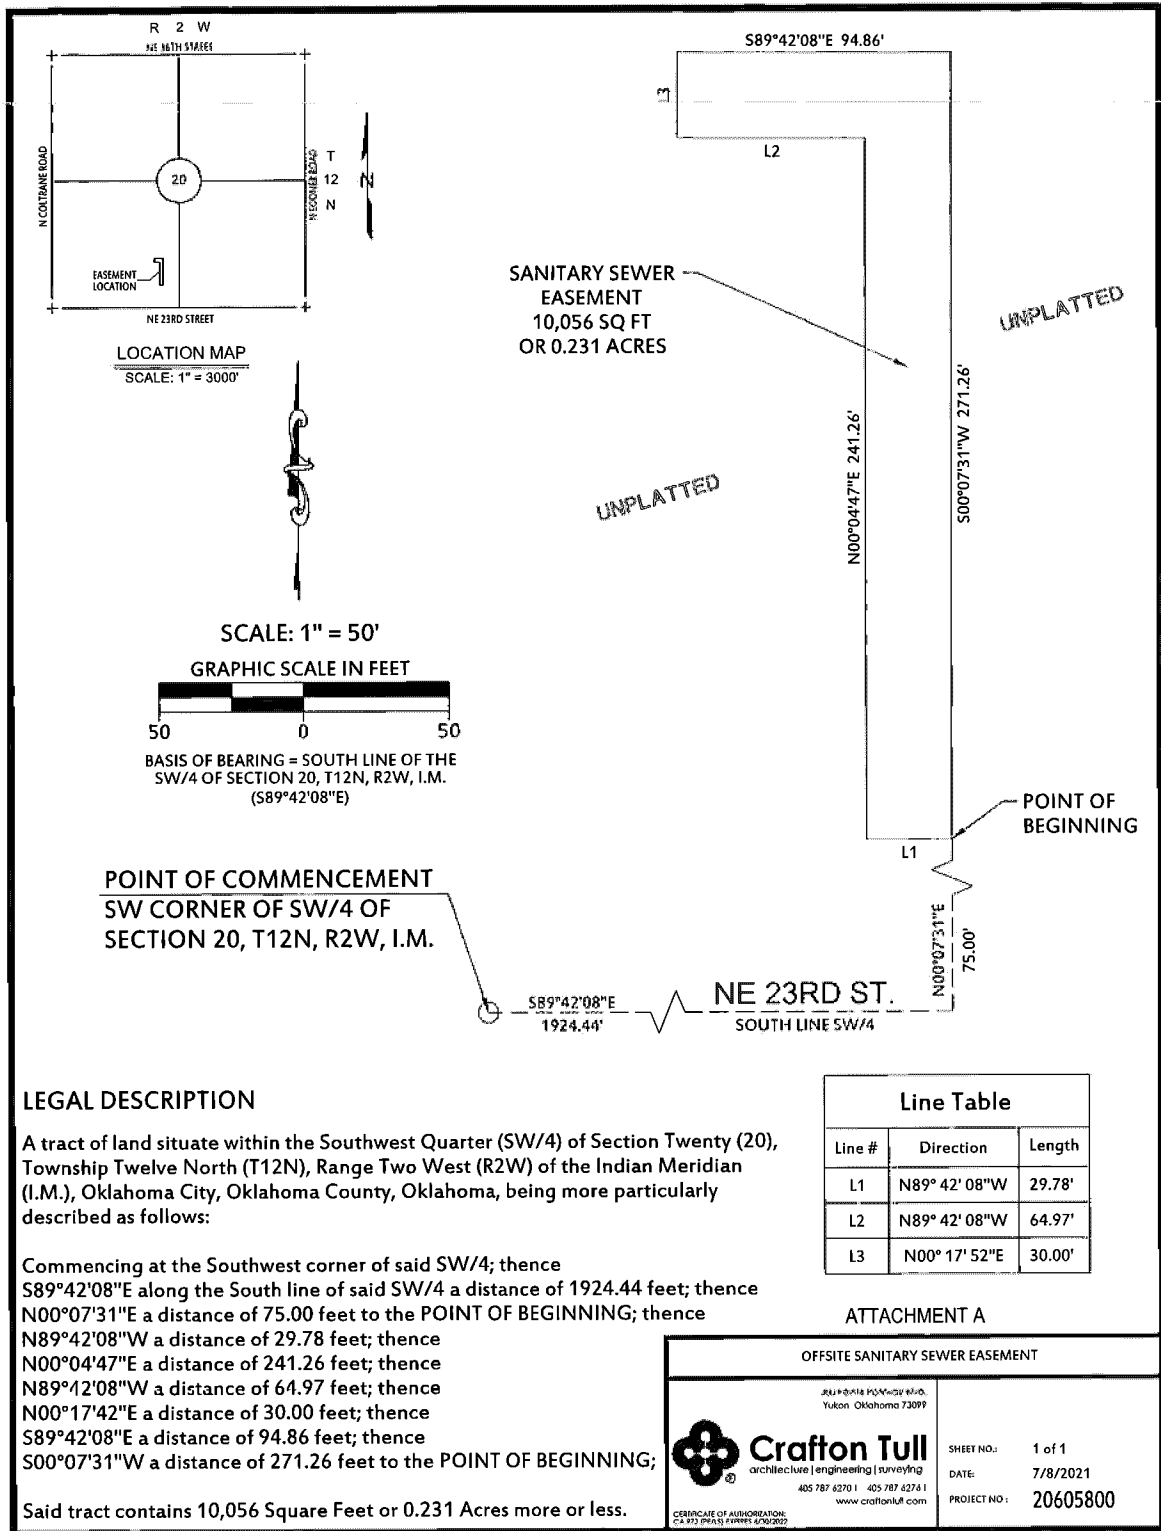 R 2 W
NE 36TH STREET
N COLTRANE ROAD
20
N SOONER ROAD
T
12
N
N
EASEMENT
LOCATION
NE 23RD STREET
LOCATION MAP
SCALE: 1" = 3000'
S89°42'08"E 94.86'
L3
L2
SANITARY SEWER
EASEMENT
10,056 SQ FT
OR 0.231 ACRES
UNPLATTED
UNPLATTED
N00°04'47"E 241.26'
S00°07'31"W 271.26'
SCALE: 1" = 50'
GRAPHIC SCALE IN FEET
50 0 50
BASIS OF BEARING = SOUTH LINE OF THE
SW/4 OF SECTION 20, T12N, R2W, I.M.
(S89°42'08"E)
POINT OF
BEGINNING
L1
POINT OF COMMENCEMENT
SW CORNER OF SW/4 OF
SECTION 20, T12N, R2W, I.M.
N00°07'31"E
75.00'
S89°42'08"E
1924.44'
NE 23RD ST.
SOUTH LINE SW/4
LEGAL DESCRIPTION
A tract of land situate within the Southwest Quarter (SW/4) of Section Twenty (20),
Township Twelve North (T12N), Range Two West (R2W) of the Indian Meridian
(I.M.), Oklahoma City, Oklahoma County, Oklahoma, being more particularly
described as follows:
Commencing at the Southwest corner of said SW/4; thence
S89°42'08"E along the South line of said SW/4 a distance of 1924.44 feet; thence
N00°07'31"E a distance of 75.00 feet to the POINT OF BEGINNING; thence
N89°42'08"W a distance of 29.78 feet; thence
N00°04'47"E a distance of 241.26 feet; thence
N89°42'08"W a distance of 64.97 feet; thence
N00°17'42"E a distance of 30.00 feet; thence
S89°42'08"E a distance of 94.86 feet; thence
S00°07'31"W a distance of 271.26 feet to the POINT OF BEGINNING;
Said tract contains 10,056 Square Feet or 0.231 Acres more or less.
Line Table
Line # Direction Length
L1 N89° 42' 08"W 29.78'
L2 N89° 42' 08"W 64.97'
L3 N00° 17' 52"E 30.00'
ATTACHMENT A
OFFSITE SANITARY SEWER EASEMENT
Yukon Oklahoma 73099
Crafton Tull
architecture | engineering | surveying
405 787 6270 t 405 787 6276 f
www craftontull com
CERTIFICATE OF AUTHORIZATION:
CA 973 (PE/LS) EXPIRES 6/30/2022
SHEET NO.: 1 of 1
DATE: 7/8/2021
PROJECT NO: 20605800